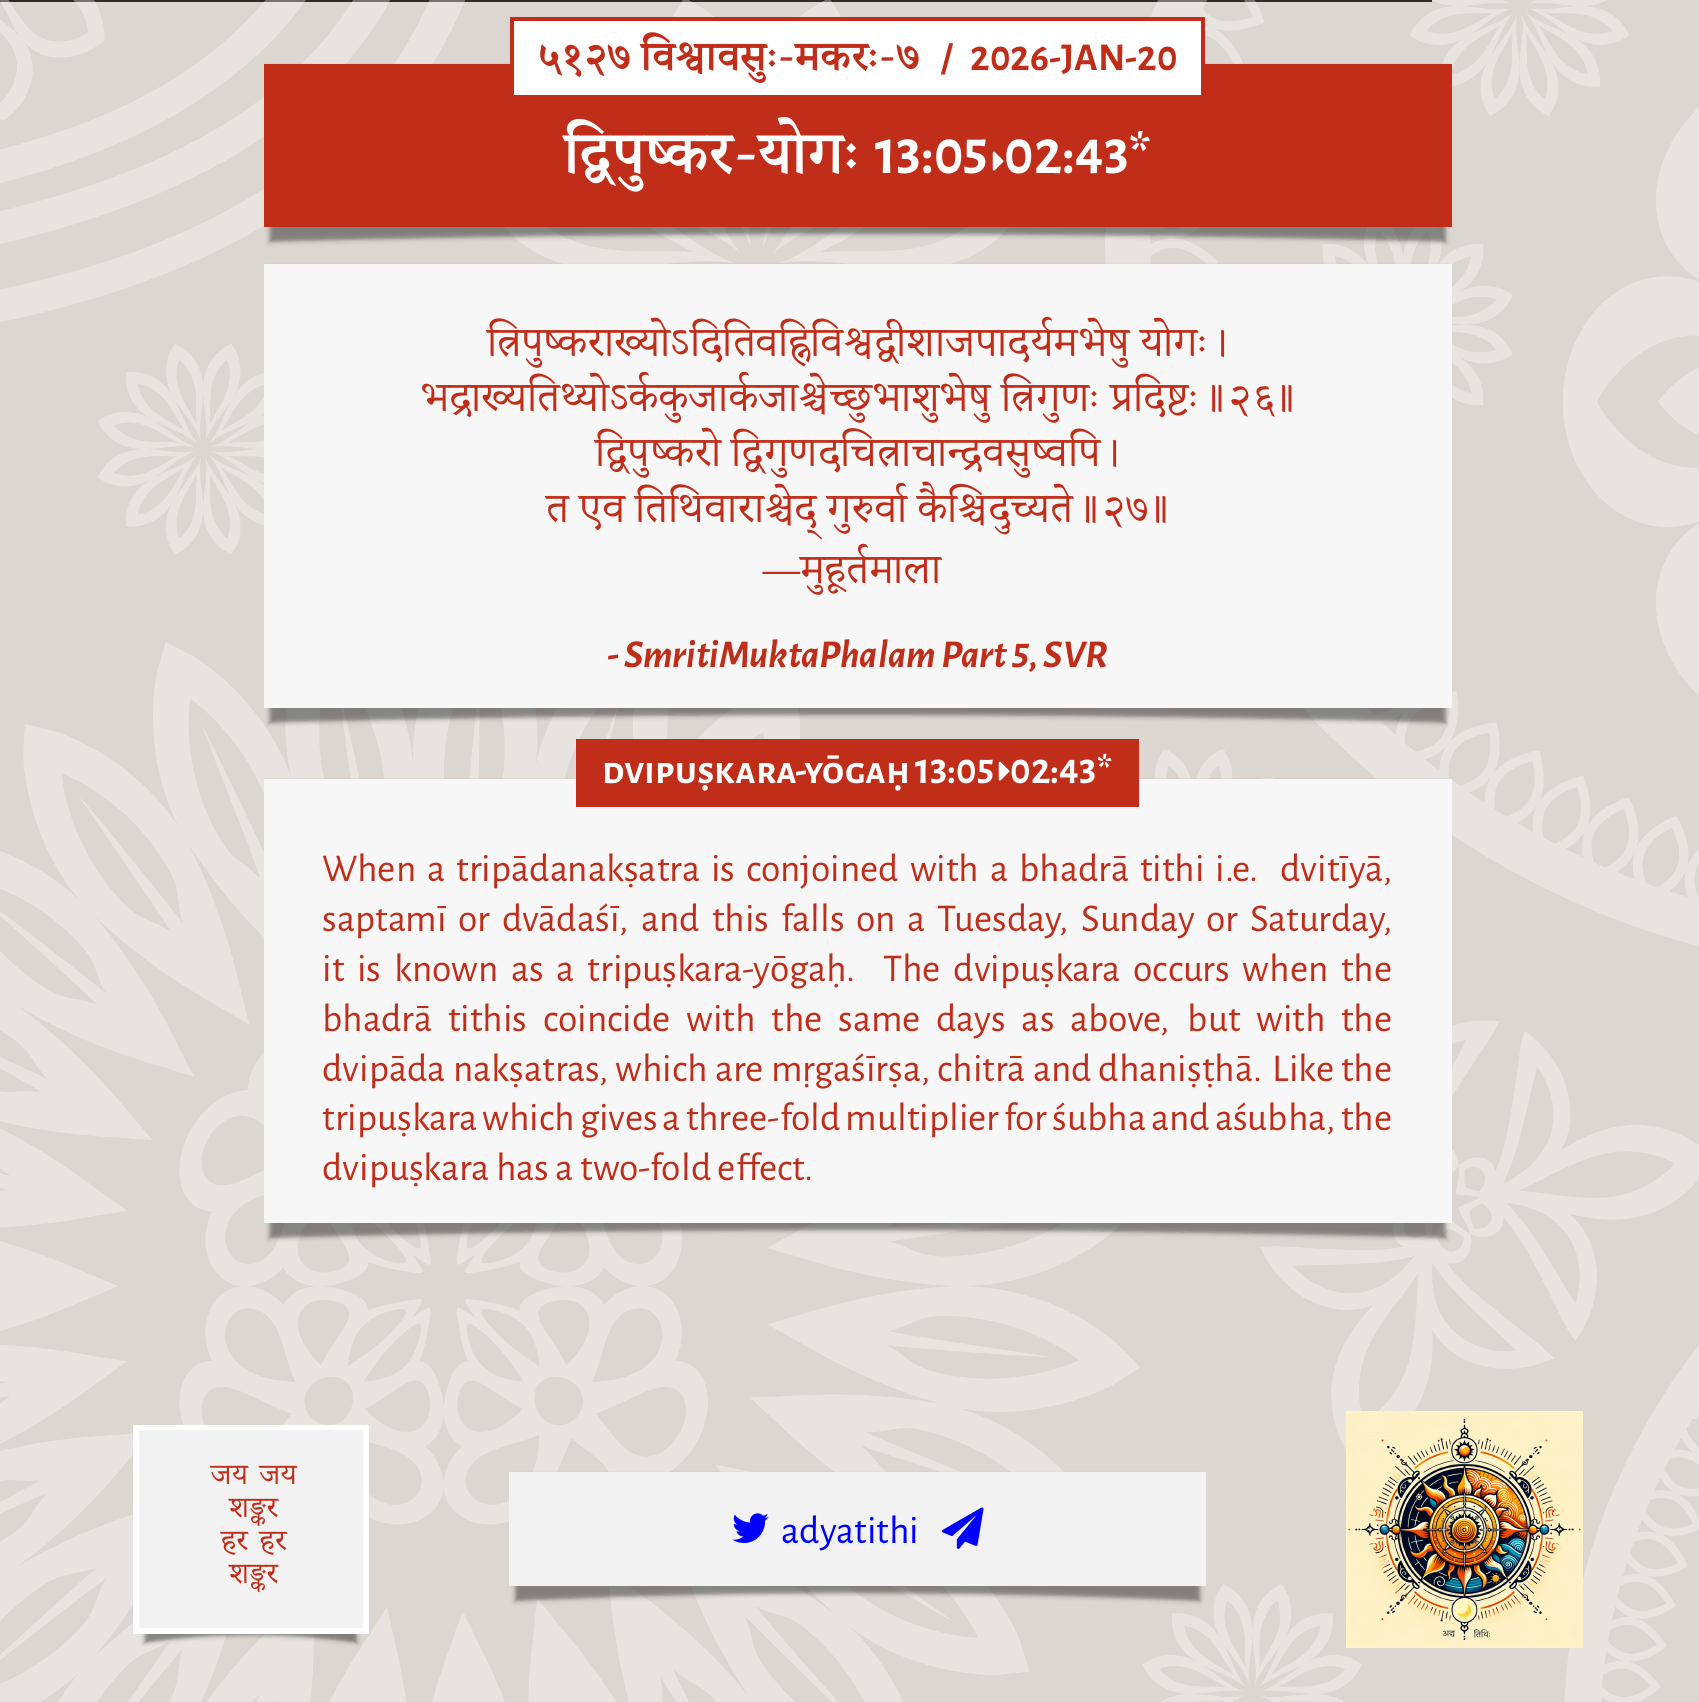 ५१२७ विश्वावसुः-मकरः-७ / 2026-JAN-20
द्विपुष्कर-योगः 13:05▸02:43*
त्रिपुष्कराख्योऽदितिवह्निविश्वद्वीशाजपादर्यमभेषु योगः।
भद्राख्यतिथ्योऽर्ककुजार्कजाश्चेच्छुभाशुभेषु त्रिगुणः प्रदिष्टः॥२६॥
द्विपुष्करो द्विगुणदचित्राचान्द्रवसुष्वपि।
त एव तिथिवाराश्चेद् गुरुर्वा कैश्चिदुच्यते॥२७॥
—मुहूर्तमाला
- SmritiMuktaPhalam Part 5, SVR
DVIPUṢKARA-YŌGAḤ 13:05▸02:43*
When a tripādanakṣatra is conjoined with a bhadrā tithi i.e. dvitīyā,
saptamī or dvādaśī, and this falls on a Tuesday, Sunday or Saturday,
it is known as a tripuṣkara-yōgaḥ. The dvipuṣkara occurs when the
bhadrā tithis coincide with the same days as above, but with the
dvipāda nakṣatras, which are mṛgaśīrṣa, chitrā and dhaniṣṭhā. Like the
tripuṣkara which gives a three-fold multiplier for śubha and aśubha, the
dvipuṣkara has a two-fold effect.
जय जय
शङ्कर
हर हर
शङ्कर
adyatithi
अद्य तिथिः